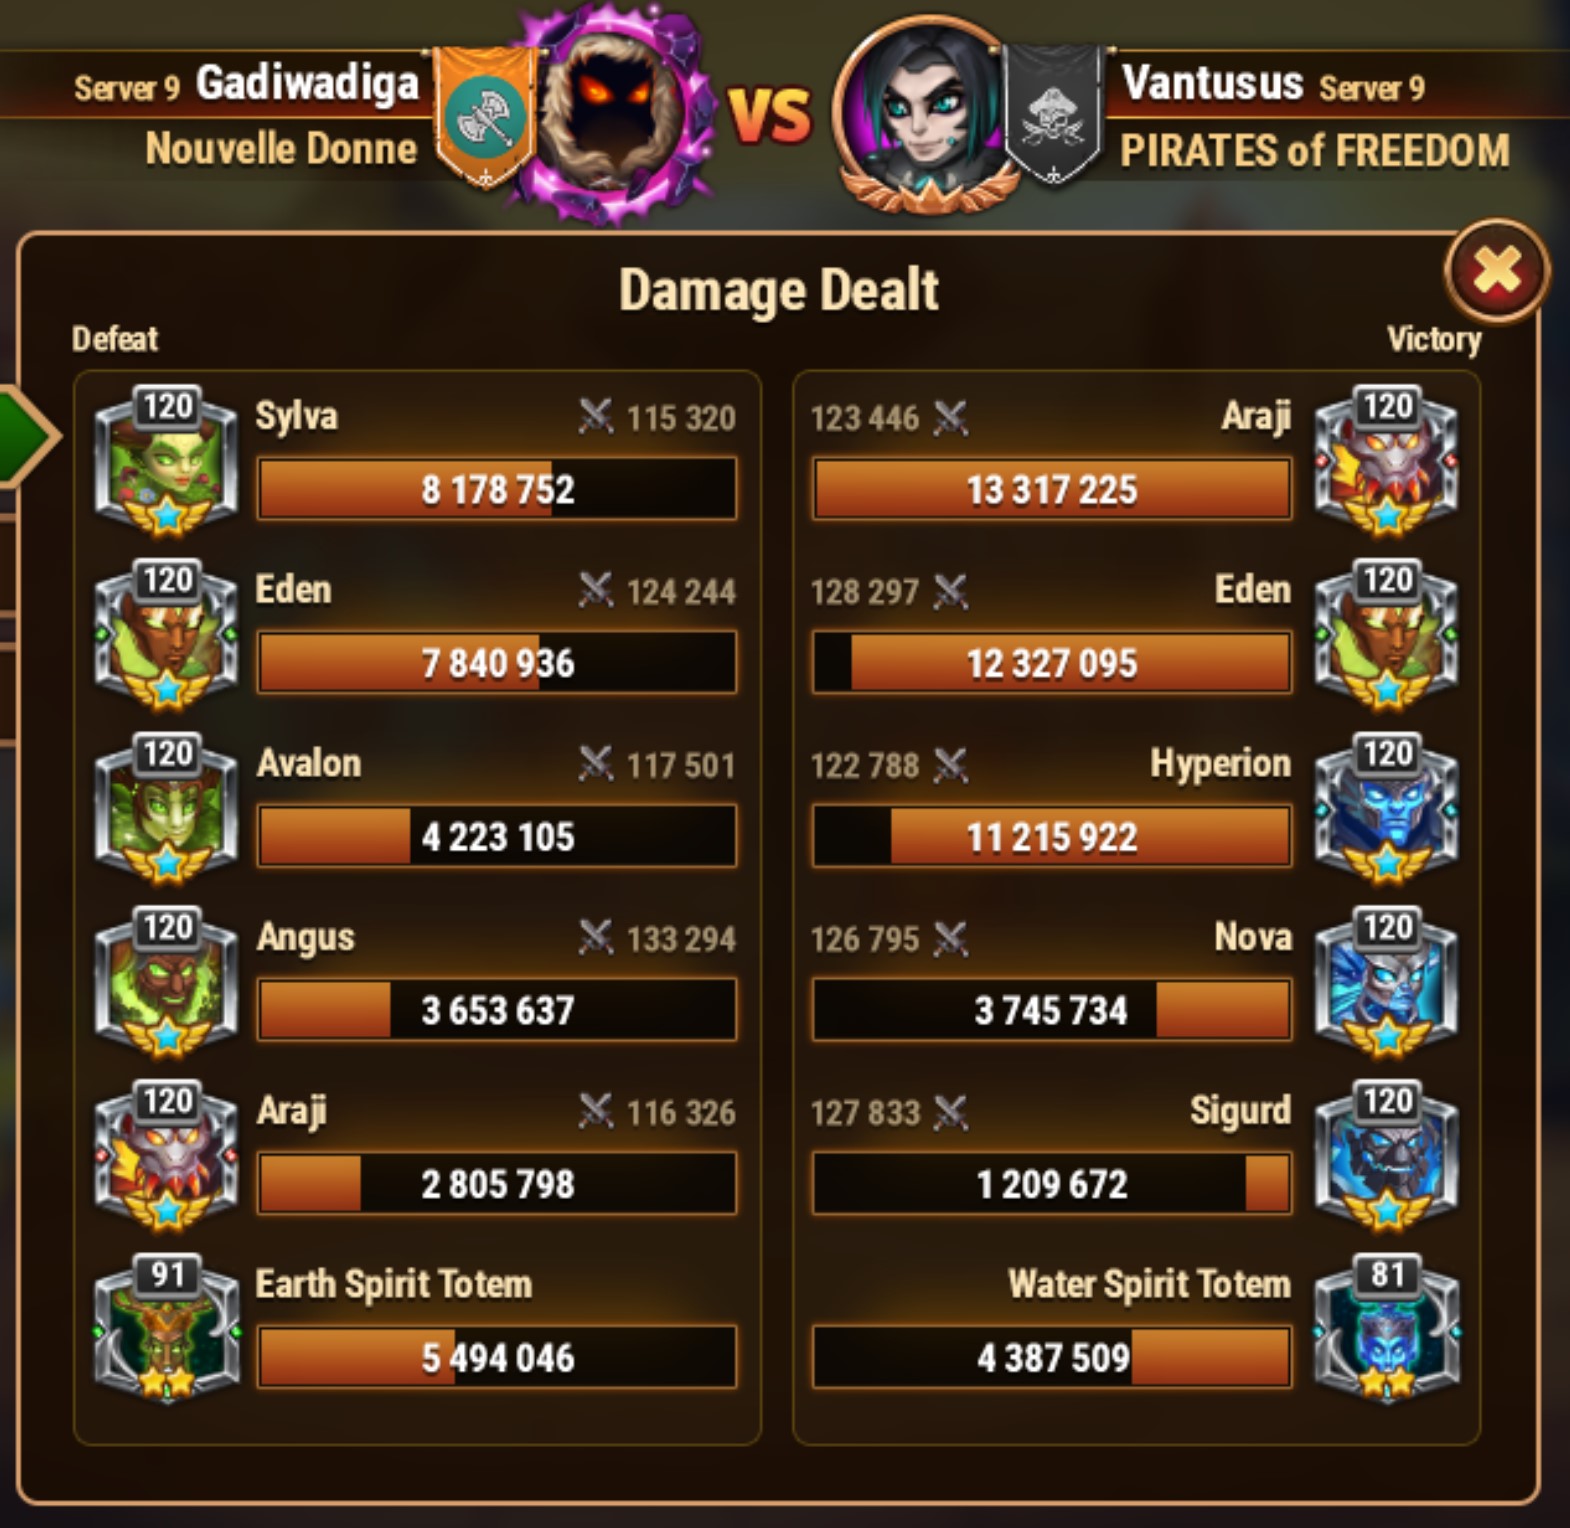 Server 9 Gadiwadiga VS Vantusus Server 9
Nouvelle Donne PIRATES of FREEDOM
Damage Dealt
Defeat Victory
120 Sylva 115 320
8 178 752
123 446 Araji 120
13 317 225
120 Eden 124 244
7 840 936
128 297 Eden 120
12 327 095
120 Avalon 117 501
4 223 105
122 788 Hyperion 120
11 215 922
120 Angus 133 294
3 653 637
126 795 Nova 120
3 745 734
120 Araji 116 326
2 805 798
127 833 Sigurd 120
1 209 672
91 Earth Spirit Totem
5 494 046
Water Spirit Totem 81
4 387 509